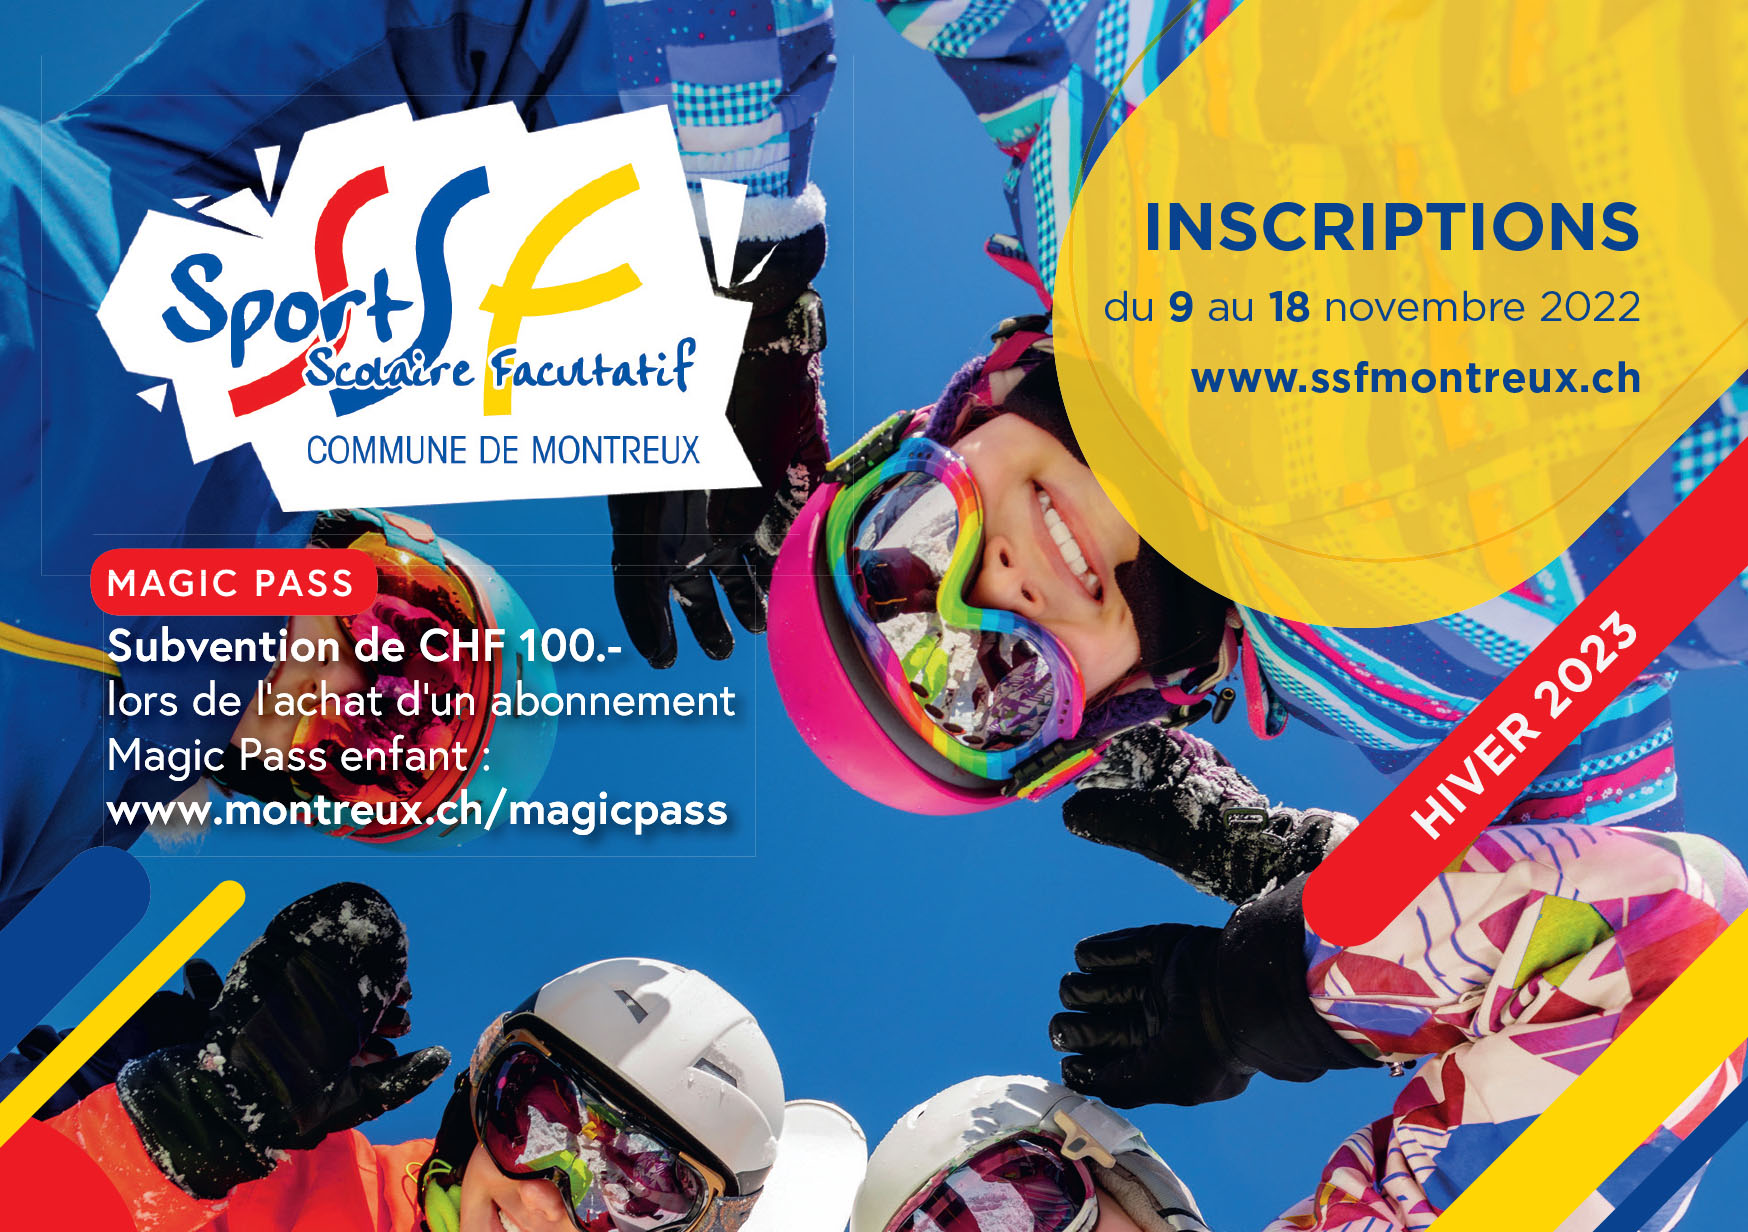 SSF
Sport
Scolaire Facultatif
COMMUNE DE MONTREUX
INSCRIPTIONS
du 9 au 18 novembre 2022
www.ssfmontreux.ch
MAGIC PASS
Subvention de CHF 100.-
lors de l'achat d'un abonnement
Magic Pass enfant :
www.montreux.ch/magicpass
HIVER 2023